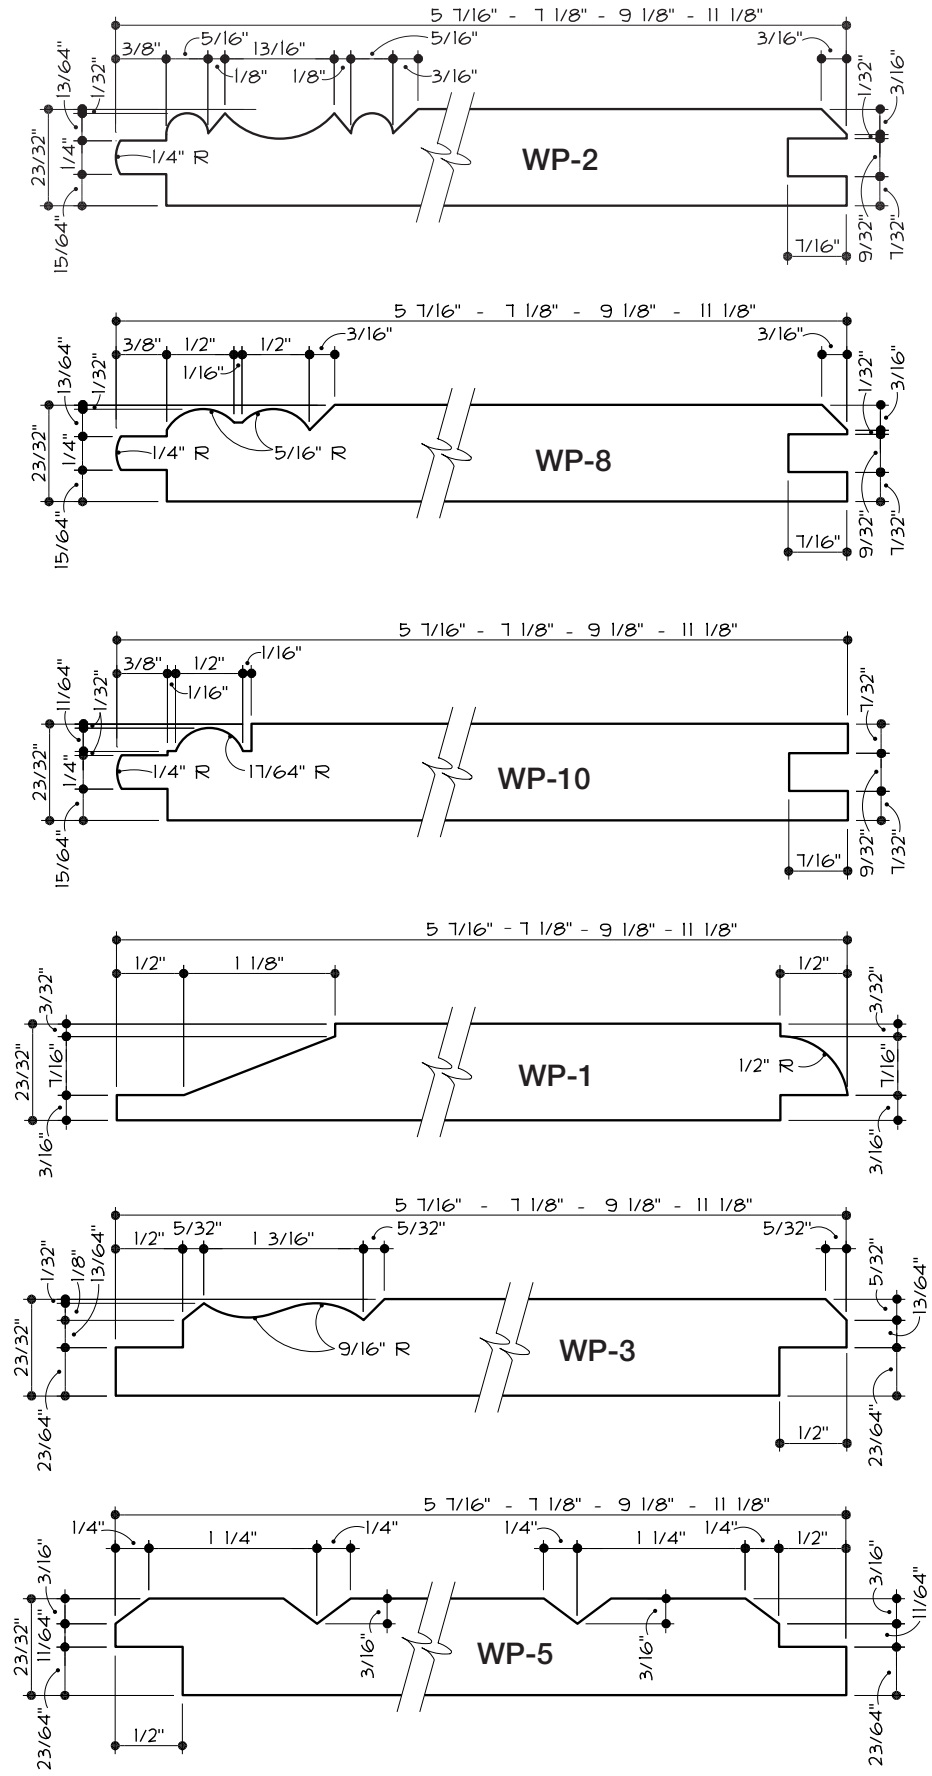 5 7/16" - 7 1/8" - 9 1/8" - 11 1/8"
5/16" 5/16" 3/16"
3/8" 13/16"
1/8" 1/8" 3/16"
13/64" 1/32" 1/32" 3/16"
23/32" 1/4" 1/4" R WP-2
15/64" 7/16" 9/32" 7/32"
5 7/16" - 7 1/8" - 9 1/8" - 11 1/8"
3/16" 3/16"
3/8" 1/2" 1/2"
1/16"
13/64" 1/32" 1/32" 3/16"
23/32" 1/4" 1/4" R 5/16" R WP-8
15/64" 7/16" 9/32" 7/32"
5 7/16" - 7 1/8" - 9 1/8" - 11 1/8"
1/16"
3/8" 1/2"
1/16"
11/64" 1/32" 7/32"
23/32" 1/4" 1/4" R 17/64" R WP-10
15/64" 7/16" 9/32" 7/32"
5 7/16" - 7 1/8" - 9 1/8" - 11 1/8"
1/2" 1 1/8" 1/2"
3/32" 3/32"
23/32" 7/16" WP-1 1/2" R 7/16"
3/16" 3/16"
5 7/16" - 7 1/8" - 9 1/8" - 11 1/8"
5/32" 5/32" 5/32"
1/2" 1 3/16"
1/32" 1/8" 13/64" 5/32" 13/64"
23/32" 9/16" R WP-3
23/64" 1/2" 23/64"
5 7/16" - 7 1/8" - 9 1/8" - 11 1/8"
1/4" 1 1/4" 1/4" 1/4" 1 1/4" 1/4" 1/2"
3/16" 3/16" 11/64"
23/32" 11/64" 3/16" WP-5 3/16"
23/64" 1/2" 23/64"